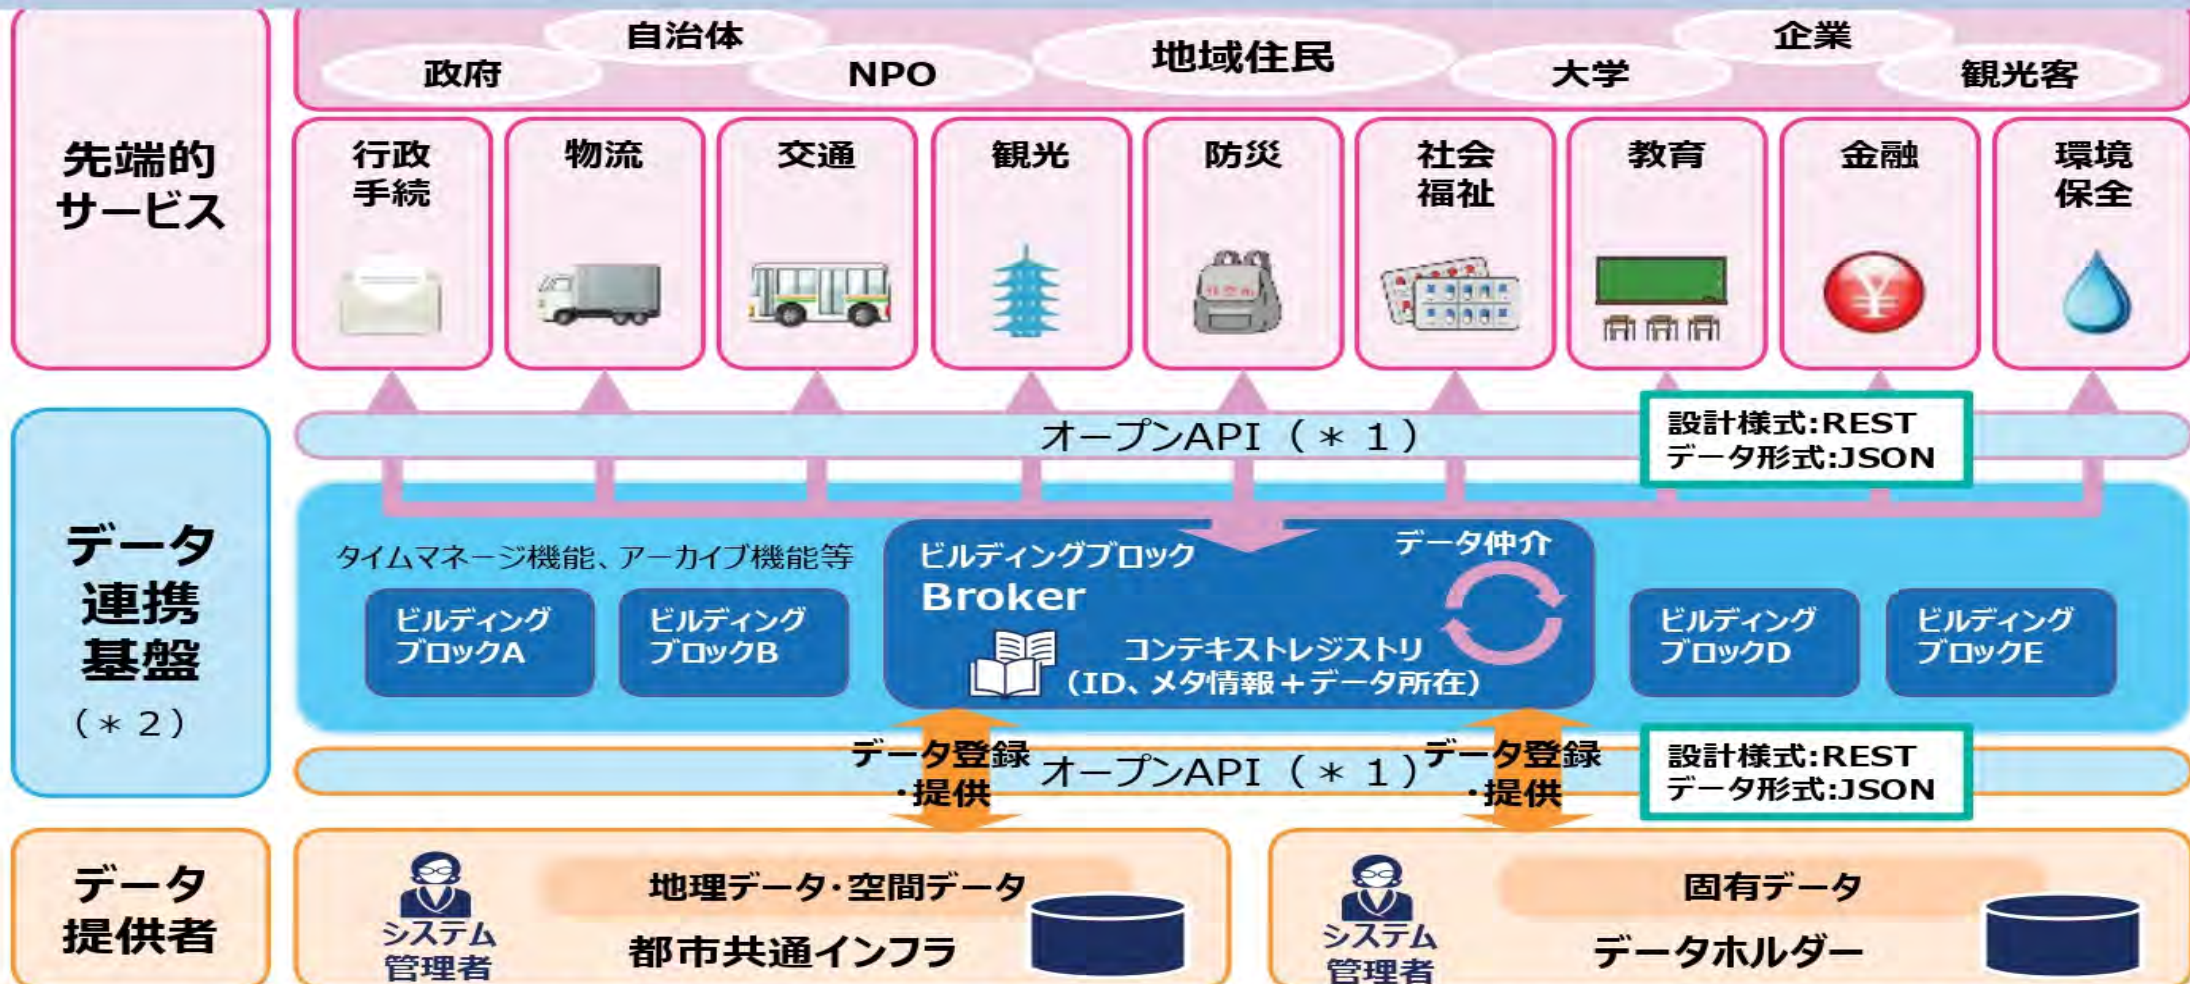 自治体
企業
政府
NPO
地域住民
大学
観光客
先端的
サービス
行政
手続
物流
交通
観光
防災
社会
福祉
教育
金融
環境
保全
オープンAPI（＊１）
設計様式:REST
データ形式:JSON
データ
連携
基盤
（＊２）
タイムマネージ機能、アーカイブ機能等
ビルディング
ブロックA
ビルディング
ブロックB
ビルディングブロック
Broker
データ仲介
コンテキストレジストリ
（ID、メタ情報＋データ所在）
ビルディング
ブロックD
ビルディング
ブロックE
データ登録
・提供
オープンAPI（＊１）
データ登録
・提供
設計様式:REST
データ形式:JSON
データ
提供者
システム
管理者
地理データ・空間データ
都市共通インフラ
システム
管理者
固有データ
データホルダー